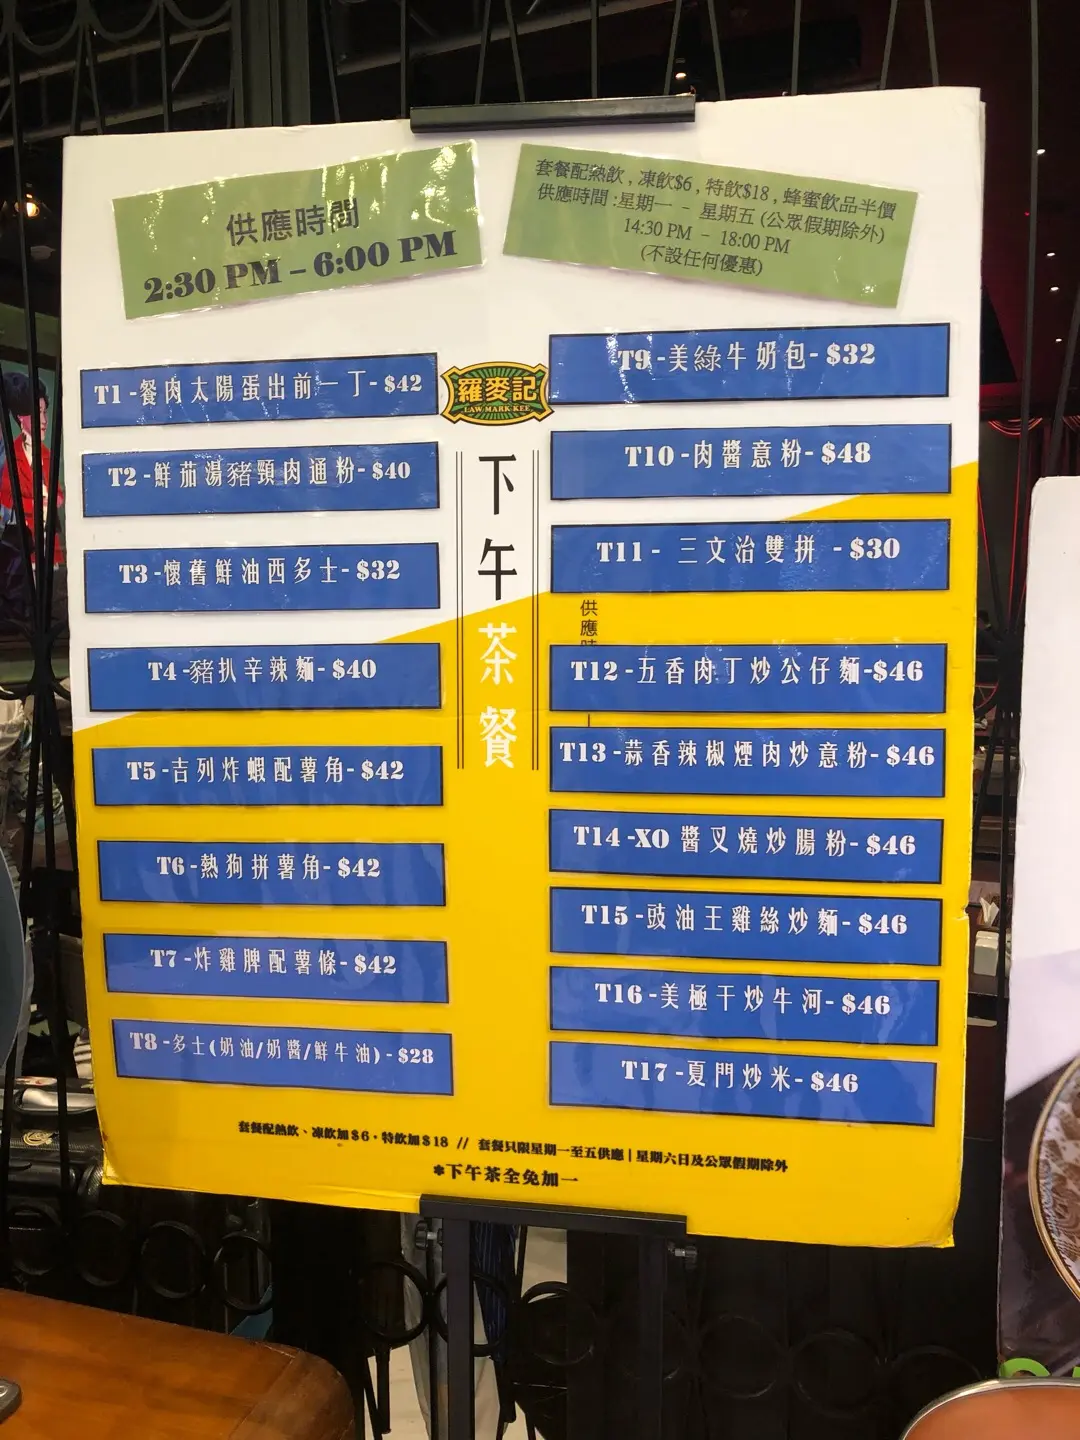 供應時間
2:30 PM – 6:00 PM
套餐配熱飲 , 凍飲$6 , 特飲$18 , 蜂蜜飲品半價
供應時間 :星期一 – 星期五 (公眾假期除外)
14:30 PM – 18:00 PM
(不設任何優惠)
羅麥記
LAW MARK KEE
下午茶餐
T1 -餐肉太陽蛋出前一丁- $42
T2 -鮮茄湯豬頸肉通粉- $40
T3 -懷舊鮮油西多士- $32
T4 -豬扒辛辣麵- $40
T5 -吉列炸蝦配薯角- $42
T6 -熱狗拼薯角- $42
T7 -炸雞脾配薯條- $42
T8 -多士(奶油/奶醬/鮮牛油) - $28
T9 -美綠牛奶包- $32
T10 -肉醬意粉- $48
T11 - 三文治雙拼 - $30
供應
T12 -五香肉丁炒公仔麵-$46
T13 -蒜香辣椒煙肉炒意粉- $46
T14 -XO 醬叉燒炒腸粉- $46
T15 -豉油王雞絲炒麵- $46
T16 -美極干炒牛河- $46
T17 -夏門炒米- $46
套餐配熱飲、凍飲加$6・特飲加$18 // 套餐只限星期一至五供應 | 星期六日及公眾假期除外
*下午茶全免加一